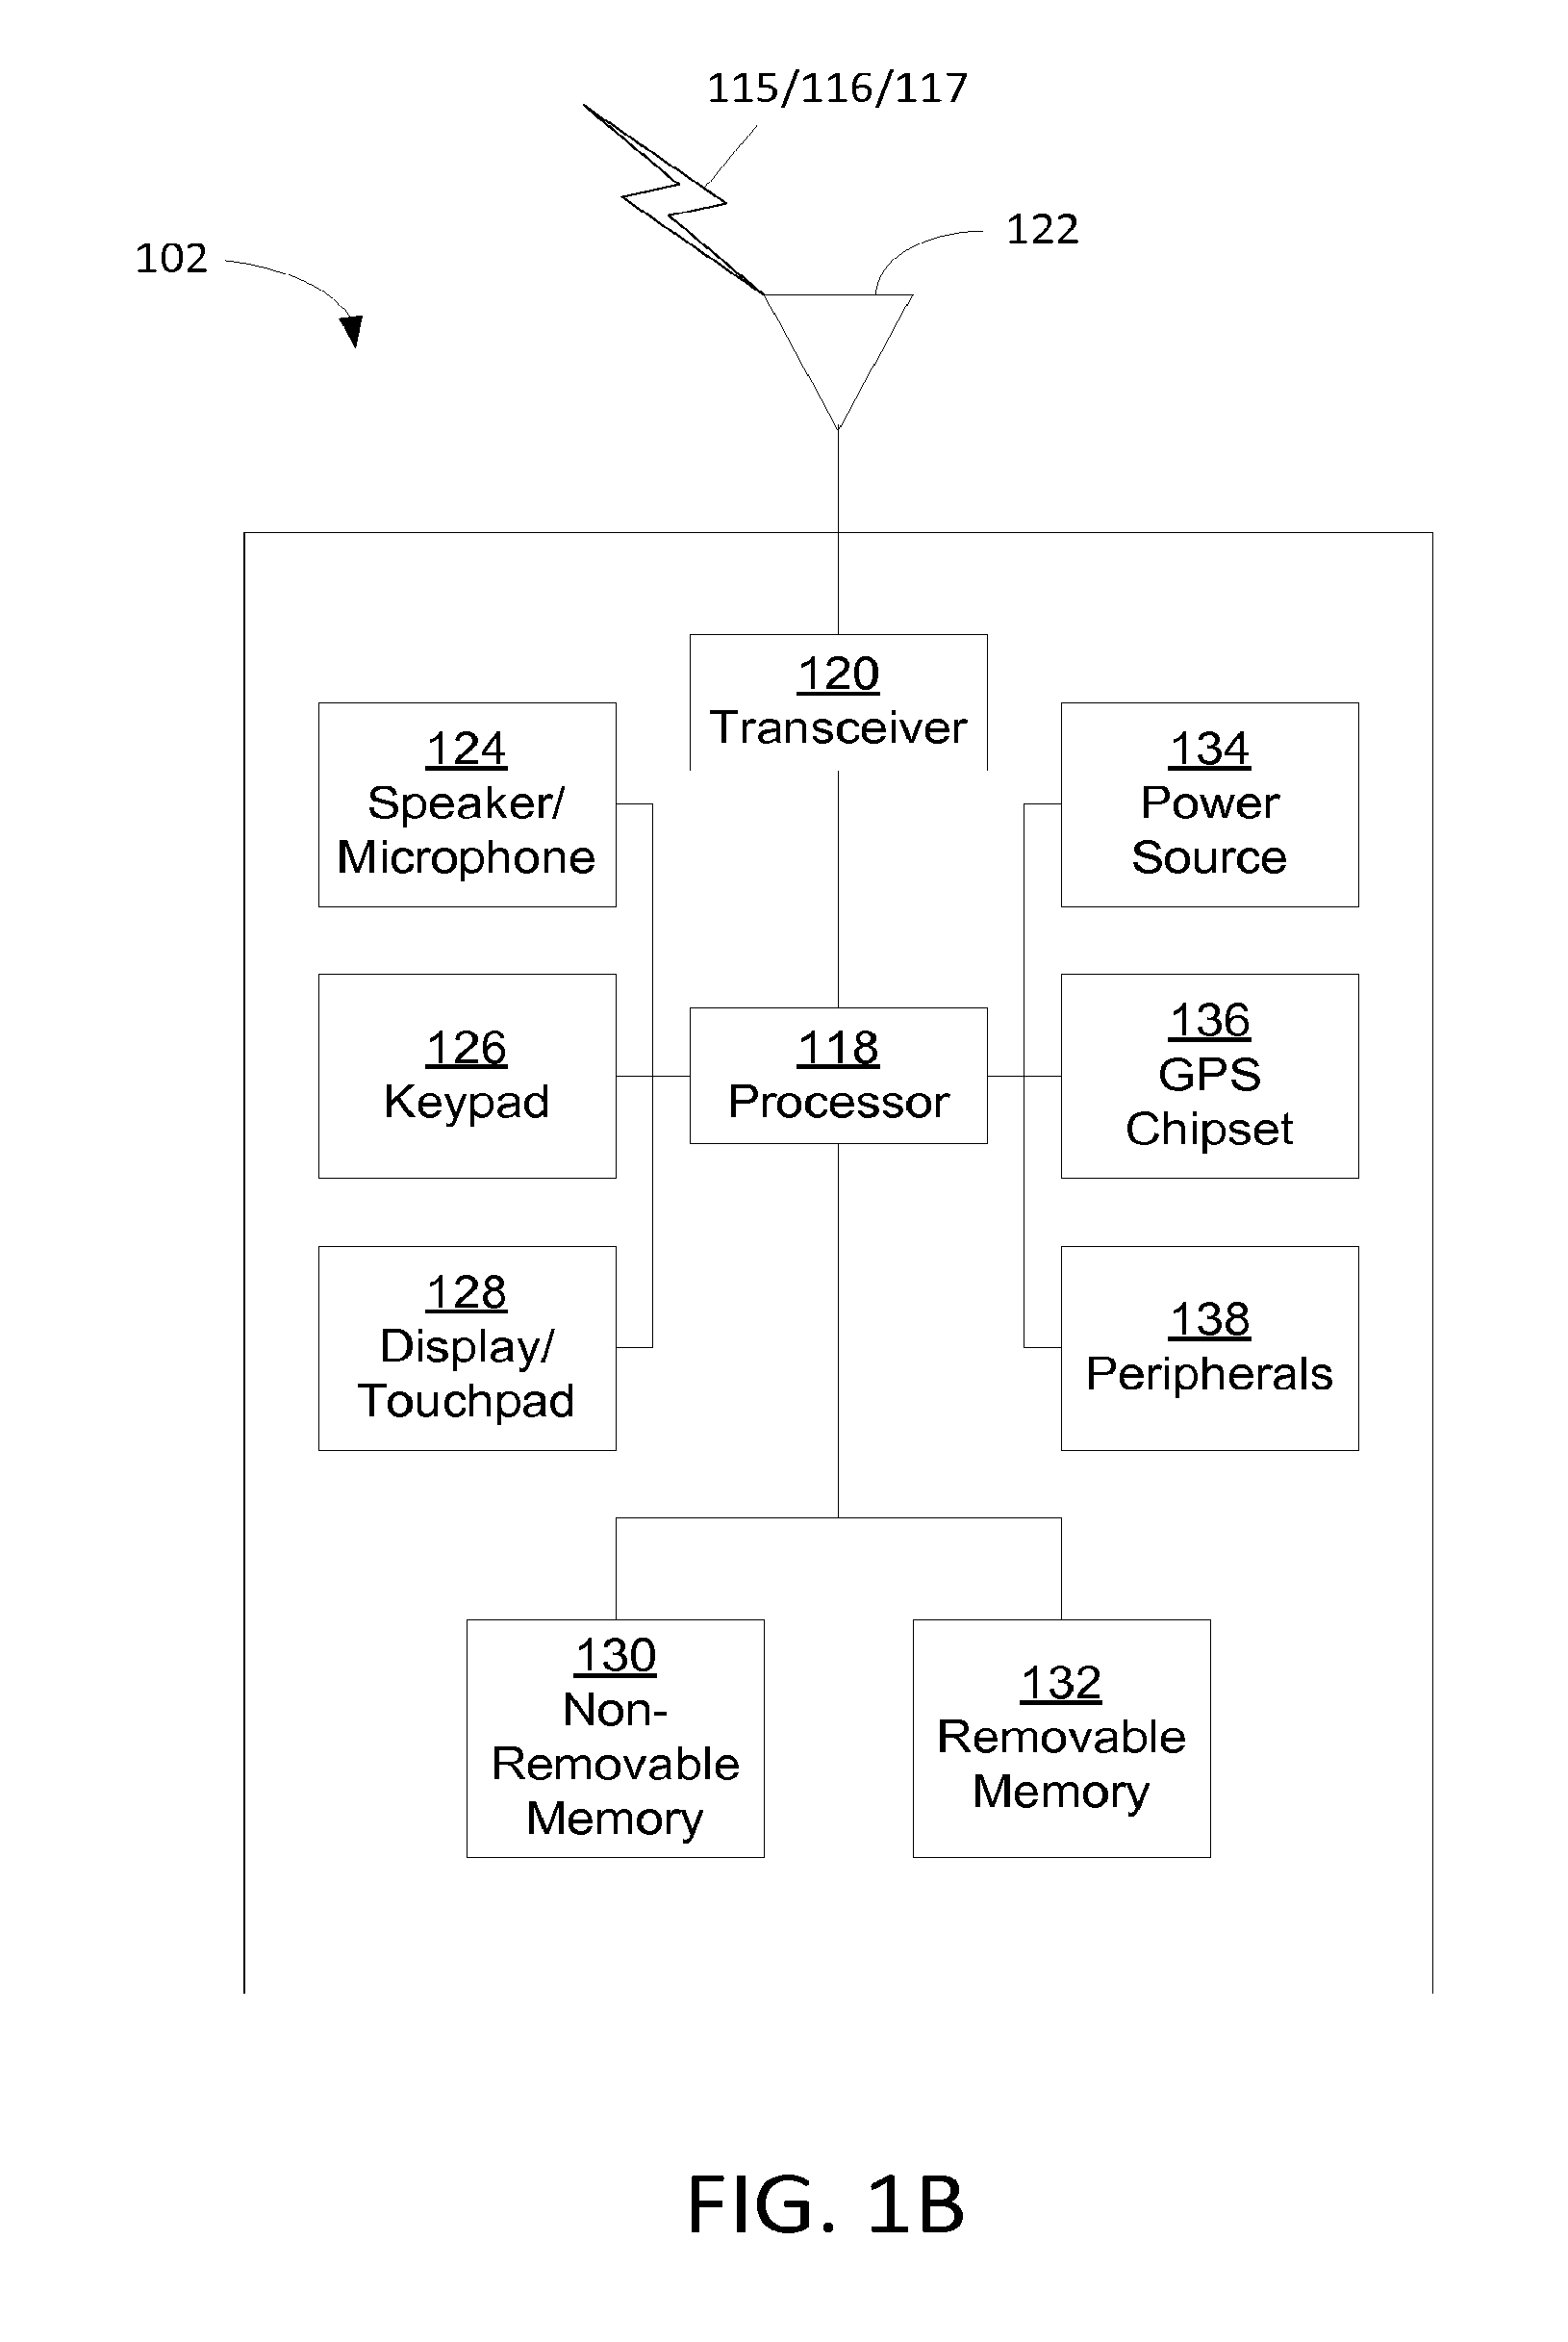 115/116/117
122
102
120
Transceiver
124
Speaker/
Microphone
134
Power
Source
126
Keypad
118
Processor
136
GPS
Chipset
128
Display/
Touchpad
138
Peripherals
130
Non-
Removable
Memory
132
Removable
Memory
FIG. 1B